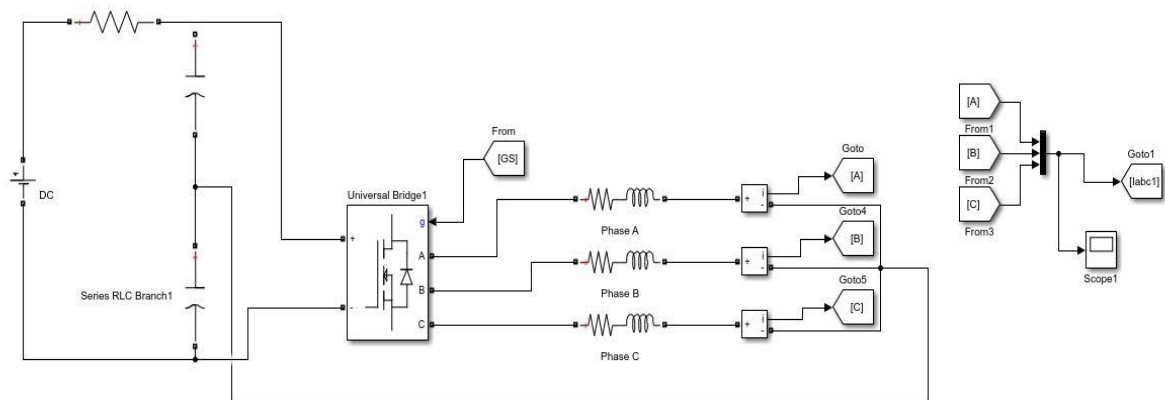 DC
Series RLC Branch1
Universal Bridge1
+
-
g
A
B
C
From
[GS]
Phase A
Phase B
Phase C
+
i
-
Goto
[A]
+
i
-
Goto4
[B]
+
i
-
Goto5
[C]
[A]
From1
[B]
From2
[C]
From3
Goto1
[Iabc1]
Scope1